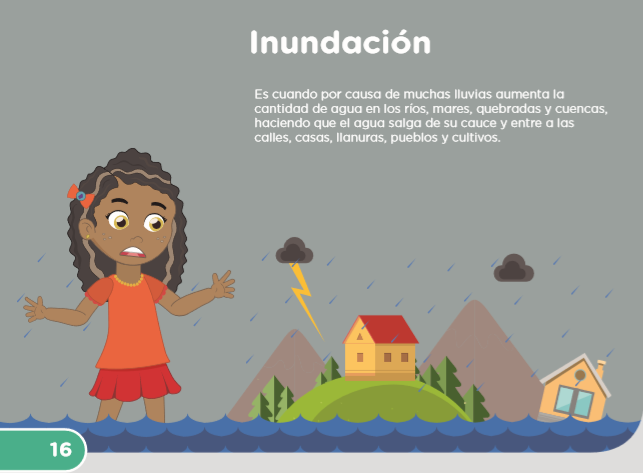 Inundación
Es cuando por causa de muchas lluvias aumenta la
cantidad de agua en los ríos, mares, quebradas y cuencas,
haciendo que el agua salga de su cauce y entre a las
calles, casas, llanuras, pueblos y cultivos.
16